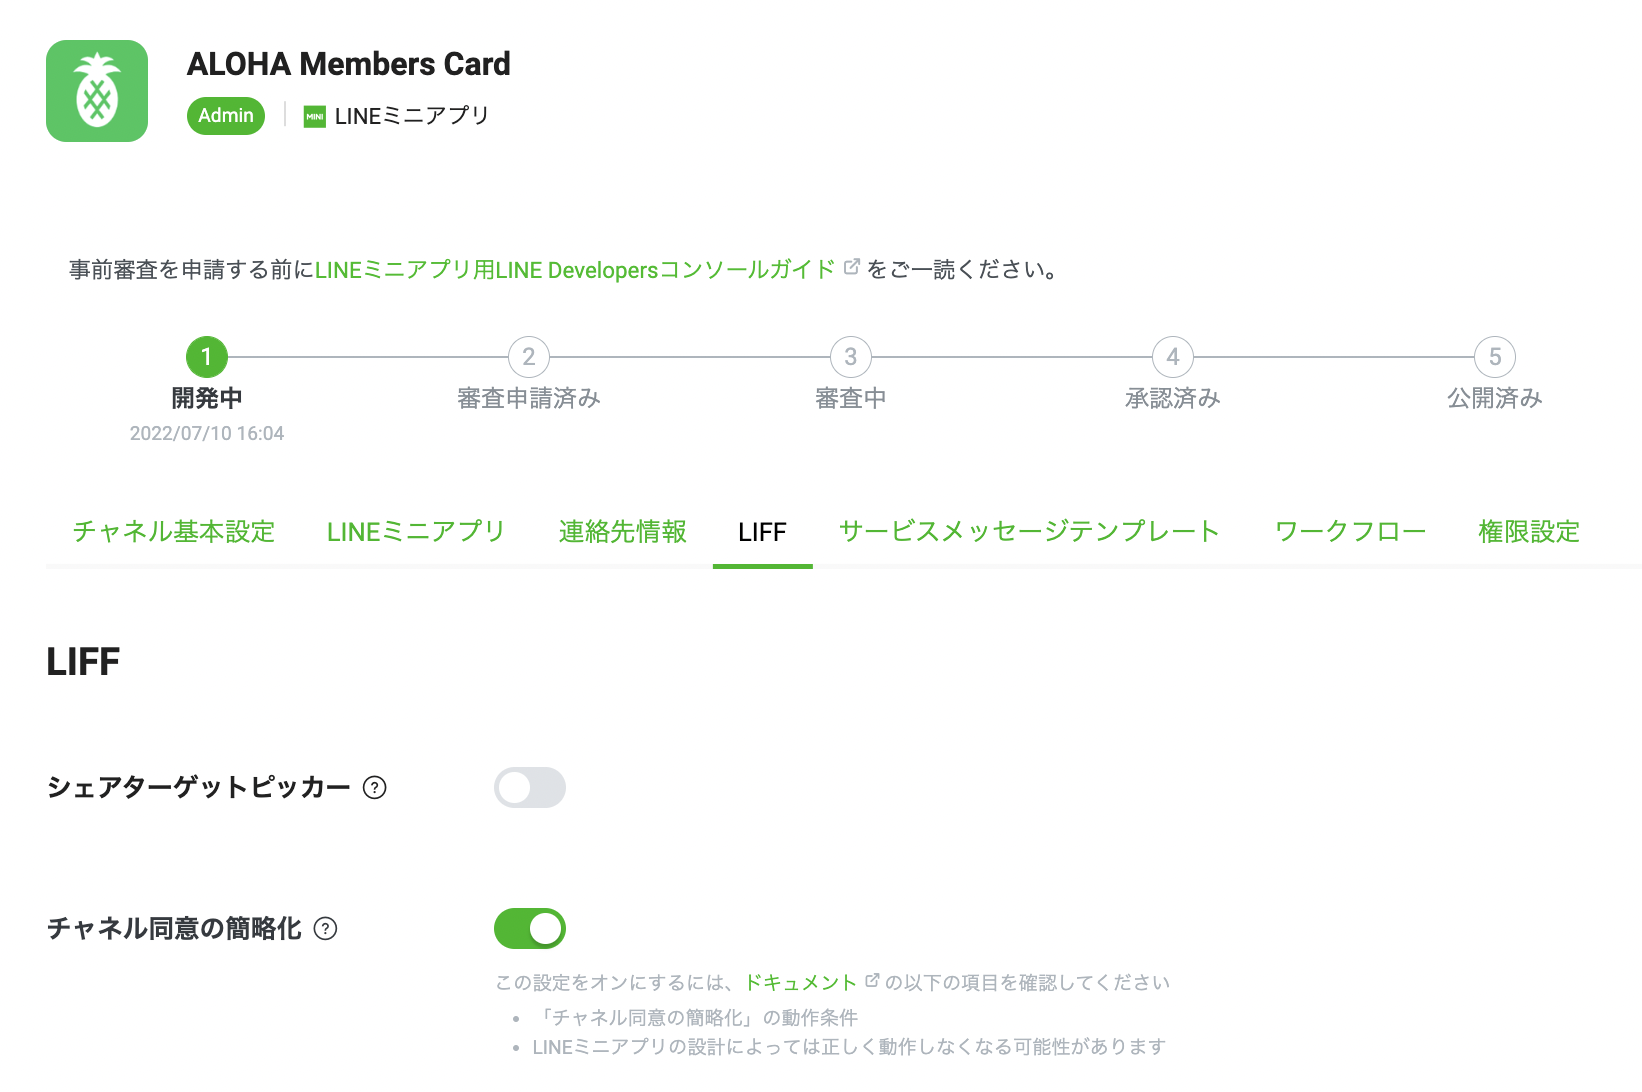 ALOHA Members Card
Admin
MINI LINEミニアプリ
事前審査を申請する前にLINEミニアプリ用LINE Developersコンソールガイド をご一読ください。
1 2 3 4 5
開発中 審査申請済み 審査中 承認済み 公開済み
2022/07/10 16:04
チャネル基本設定 LINEミニアプリ 連絡先情報 LIFF サービスメッセージテンプレート ワークフロー 権限設定
LIFF
シェアターゲットピッカー ?
チャネル同意の簡略化 ?
この設定をオンにするには、ドキュメント の以下の項目を確認してください
• 「チャネル同意の簡略化」の動作条件
• LINEミニアプリの設計によっては正しく動作しなくなる可能性があります